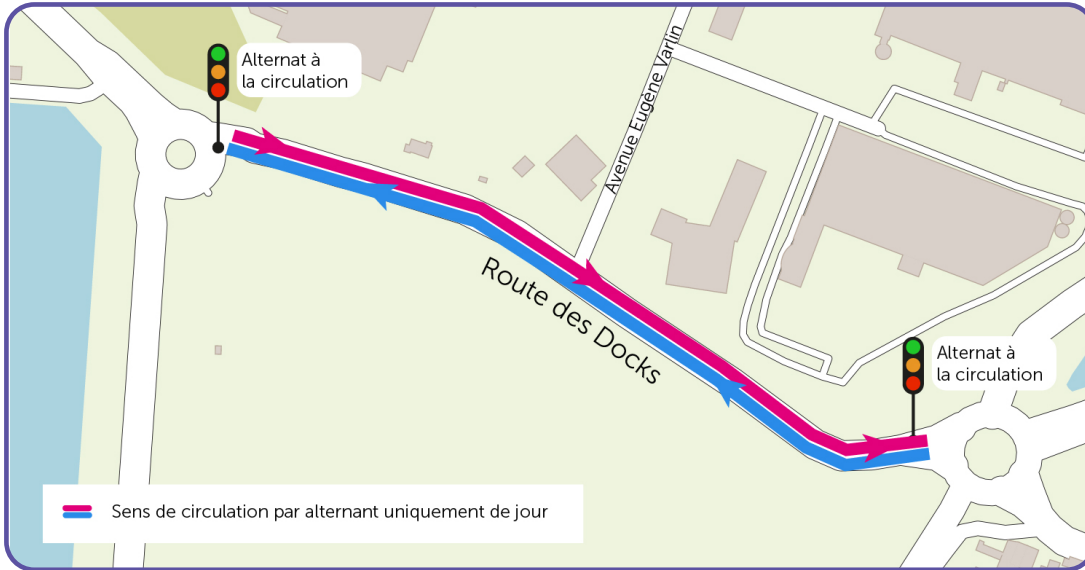 Alternat à
la circulation
Avenue Eugène Varlin
Route des Docks
Alternat à
la circulation
Sens de circulation par alternant uniquement de jour